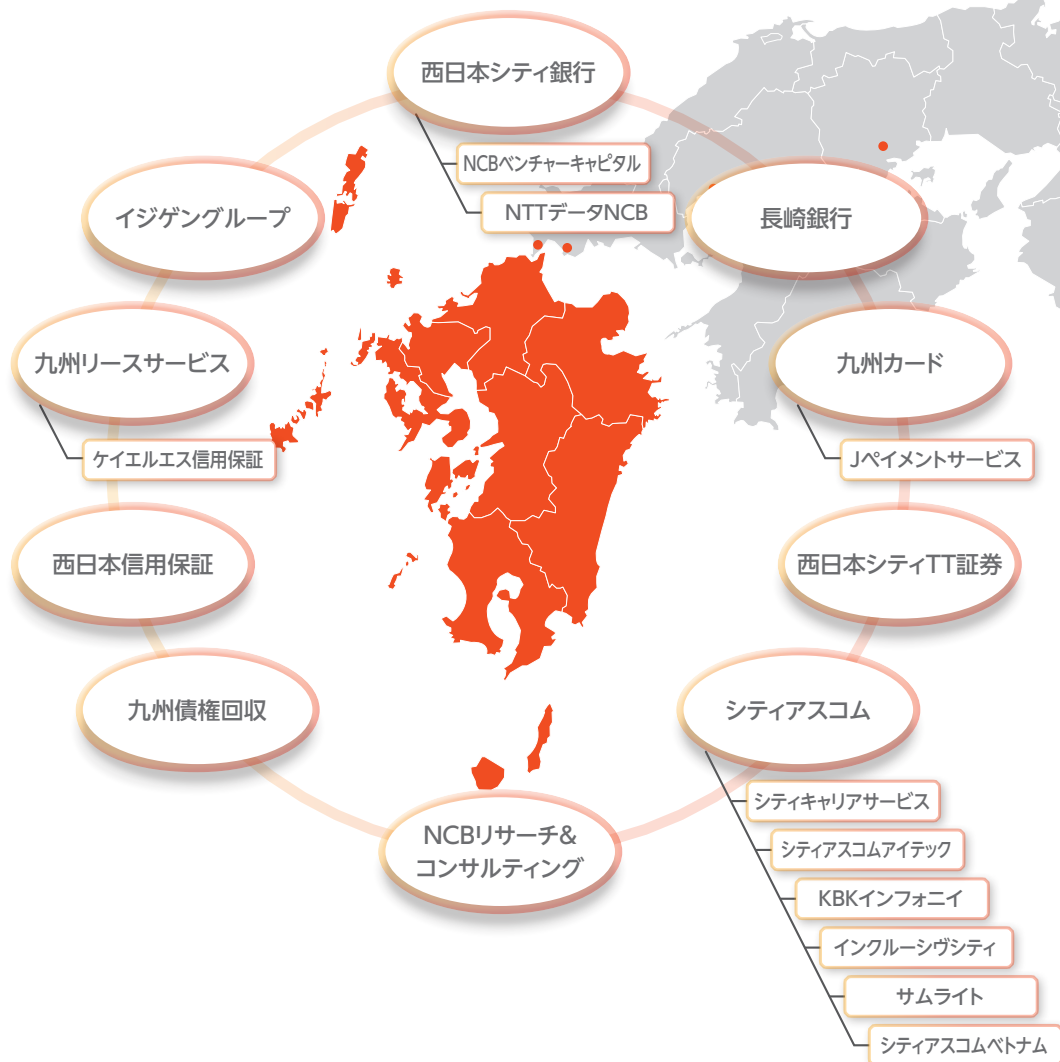 西日本シティ銀行
NCBベンチャーキャピタル
NTTデータNCB
イジゲングループ
長崎銀行
九州リースサービス
ケイエルエス信用保証
九州カード
Jペイメントサービス
西日本信用保証
西日本シティTT証券
九州債権回収
シティアスコム
シティキャリアサービス
シティアスコムアイテック
KBKインフォニイ
インクルーシヴシティ
サムライト
シティアスコムベトナム
NCBリサーチ&
コンサルティング